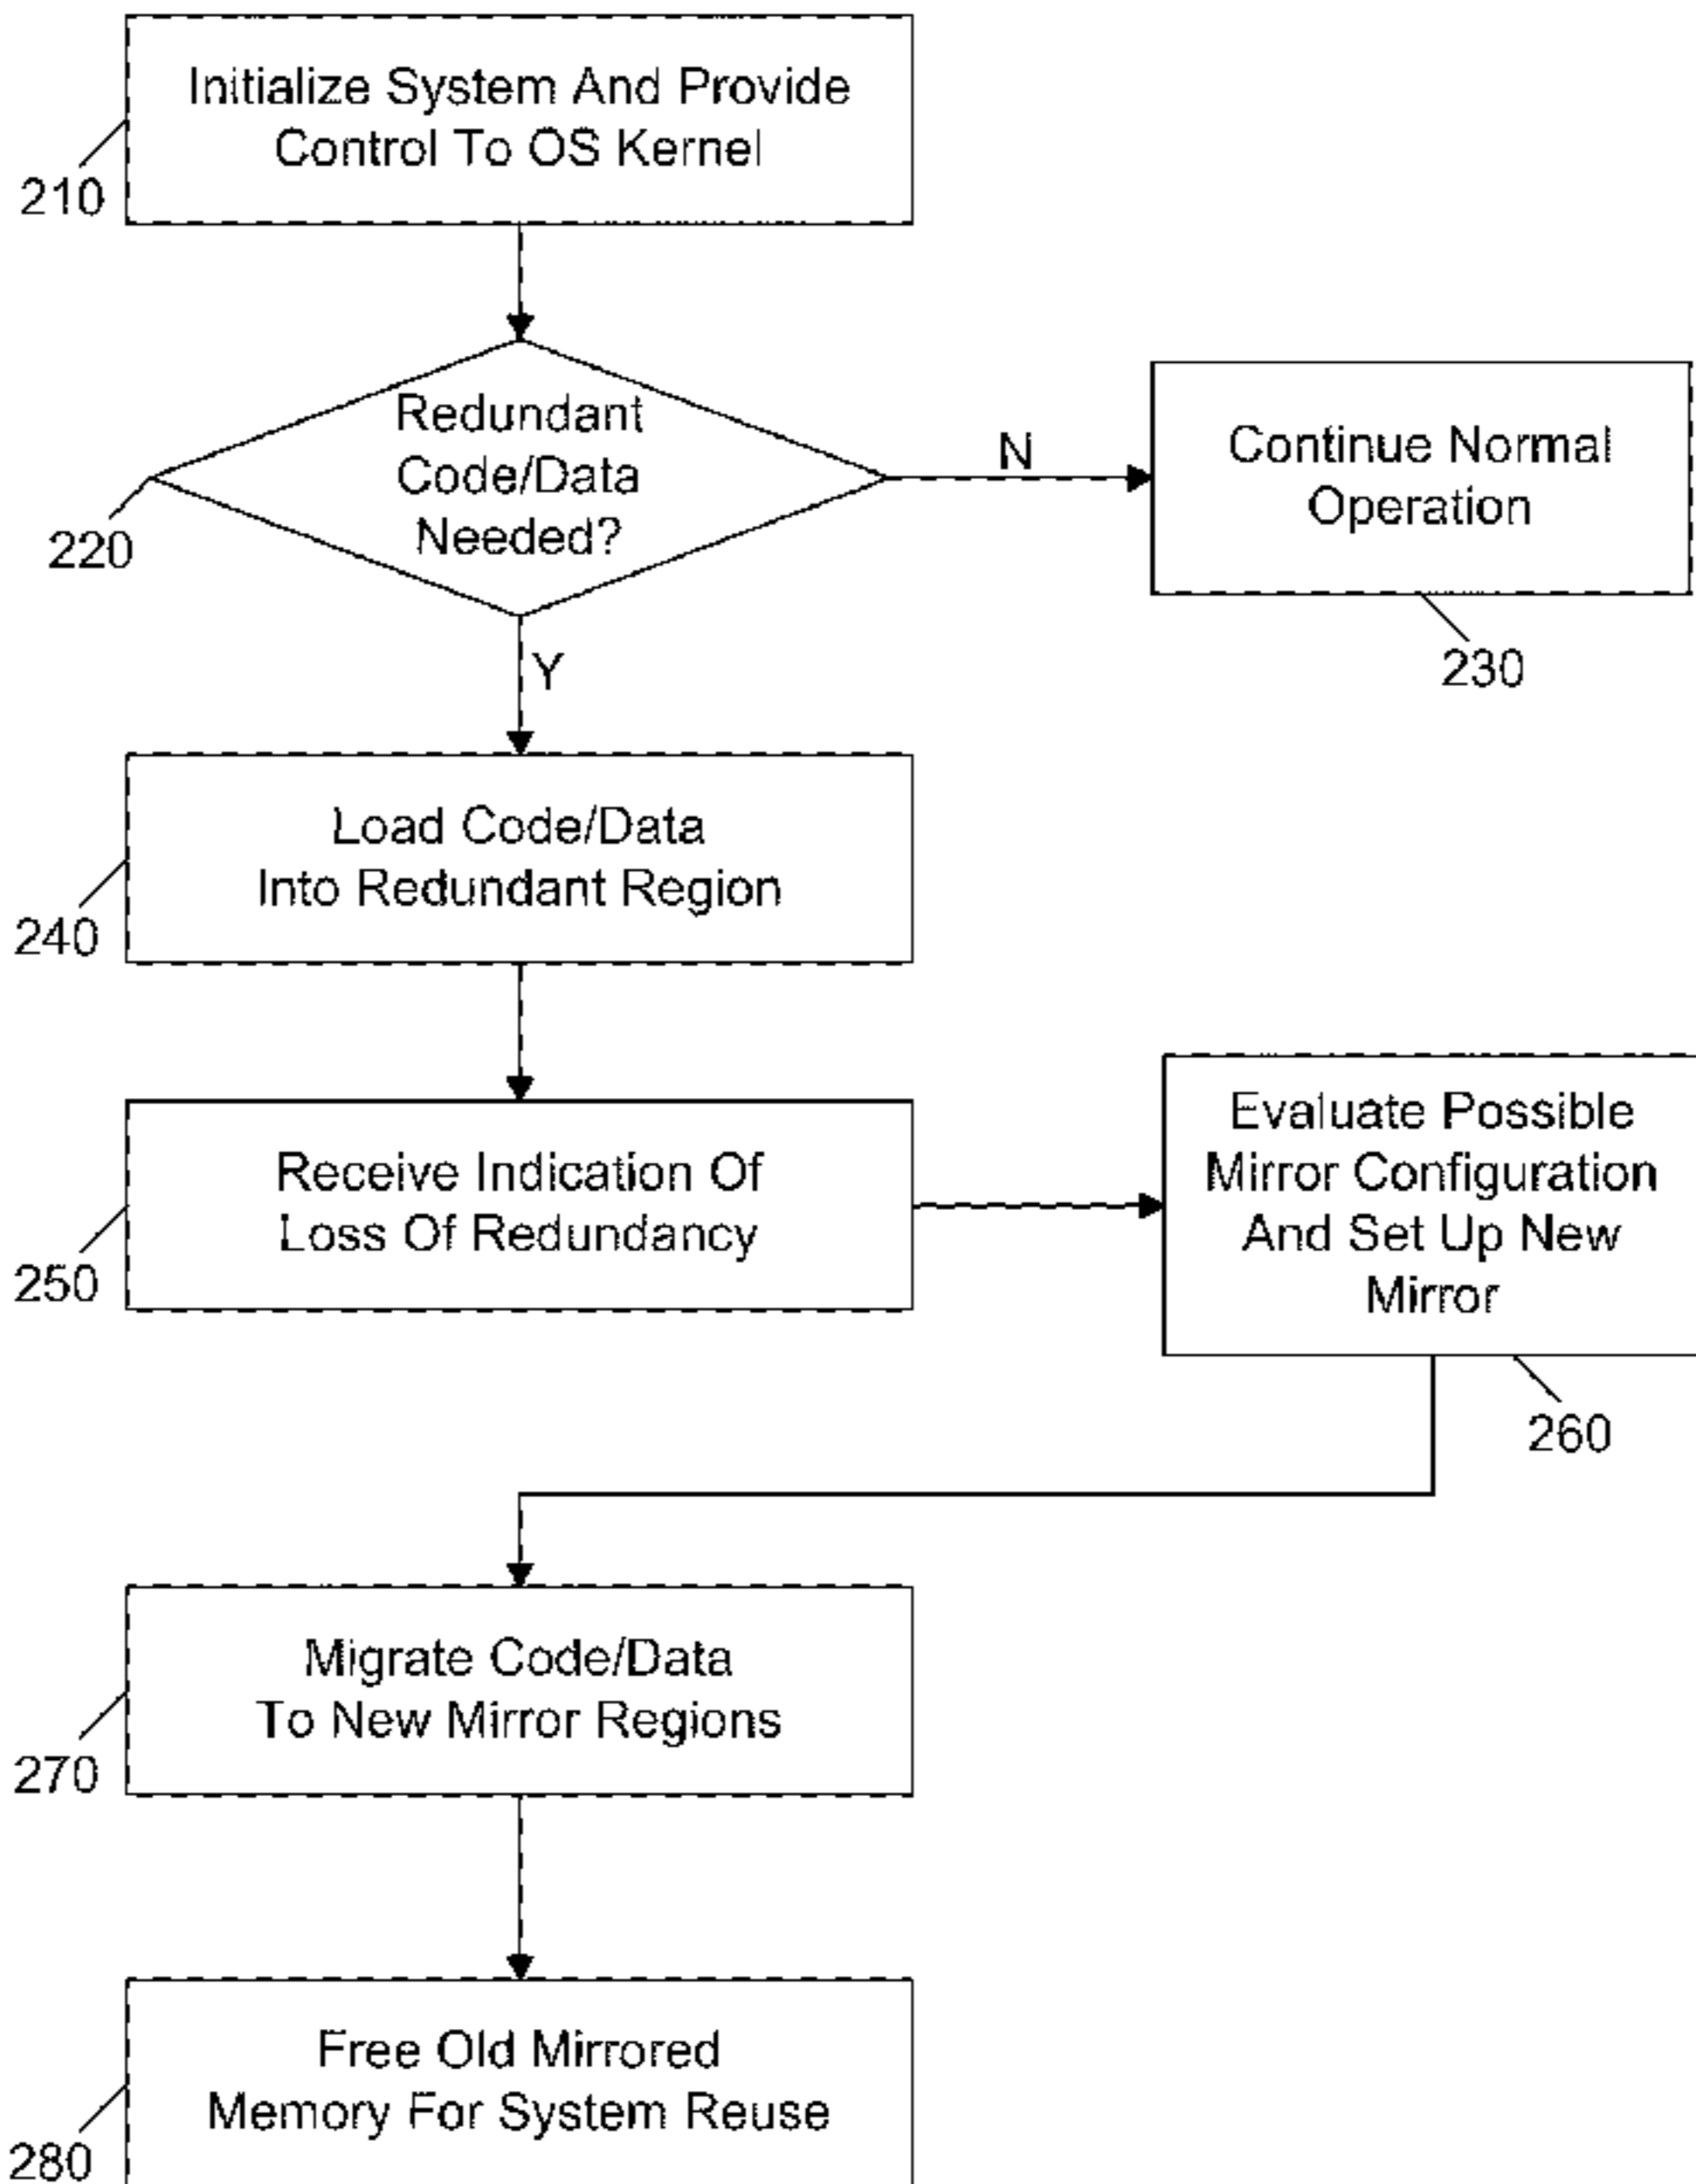 Initialize System And Provide
Control To OS Kernel
210
Redundant
Code/Data
Needed?
220
N
Continue Normal
Operation
230
Y
Load Code/Data
Into Redundant Region
240
Receive Indication Of
Loss Of Redundancy
250
Evaluate Possible
Mirror Configuration
And Set Up New
Mirror
260
Migrate Code/Data
To New Mirror Regions
270
Free Old Mirrored
Memory For System Reuse
280